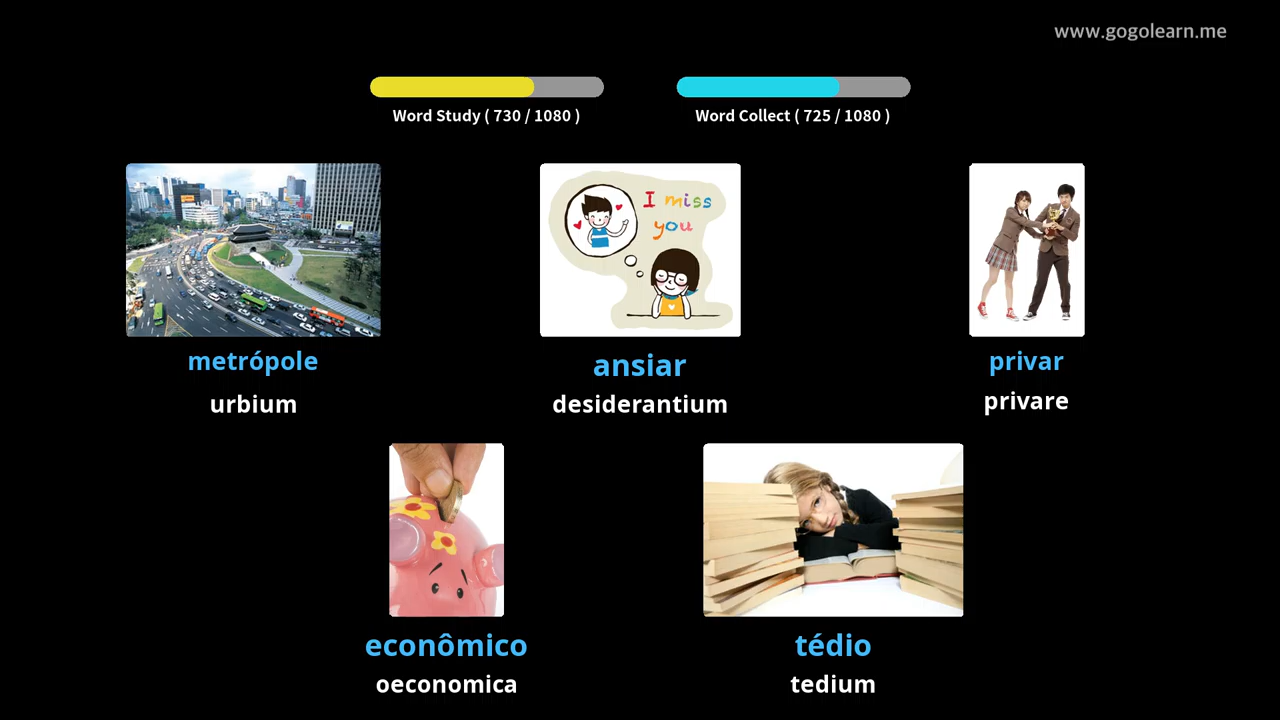 www.gogolearn.me
Word Study ( 730 / 1080 )
Word Collect ( 725 / 1080 )
I miss
you
metrópole
urbium
ansiar
desiderantium
privar
privare
econômico
oeconomica
tédio
tedium